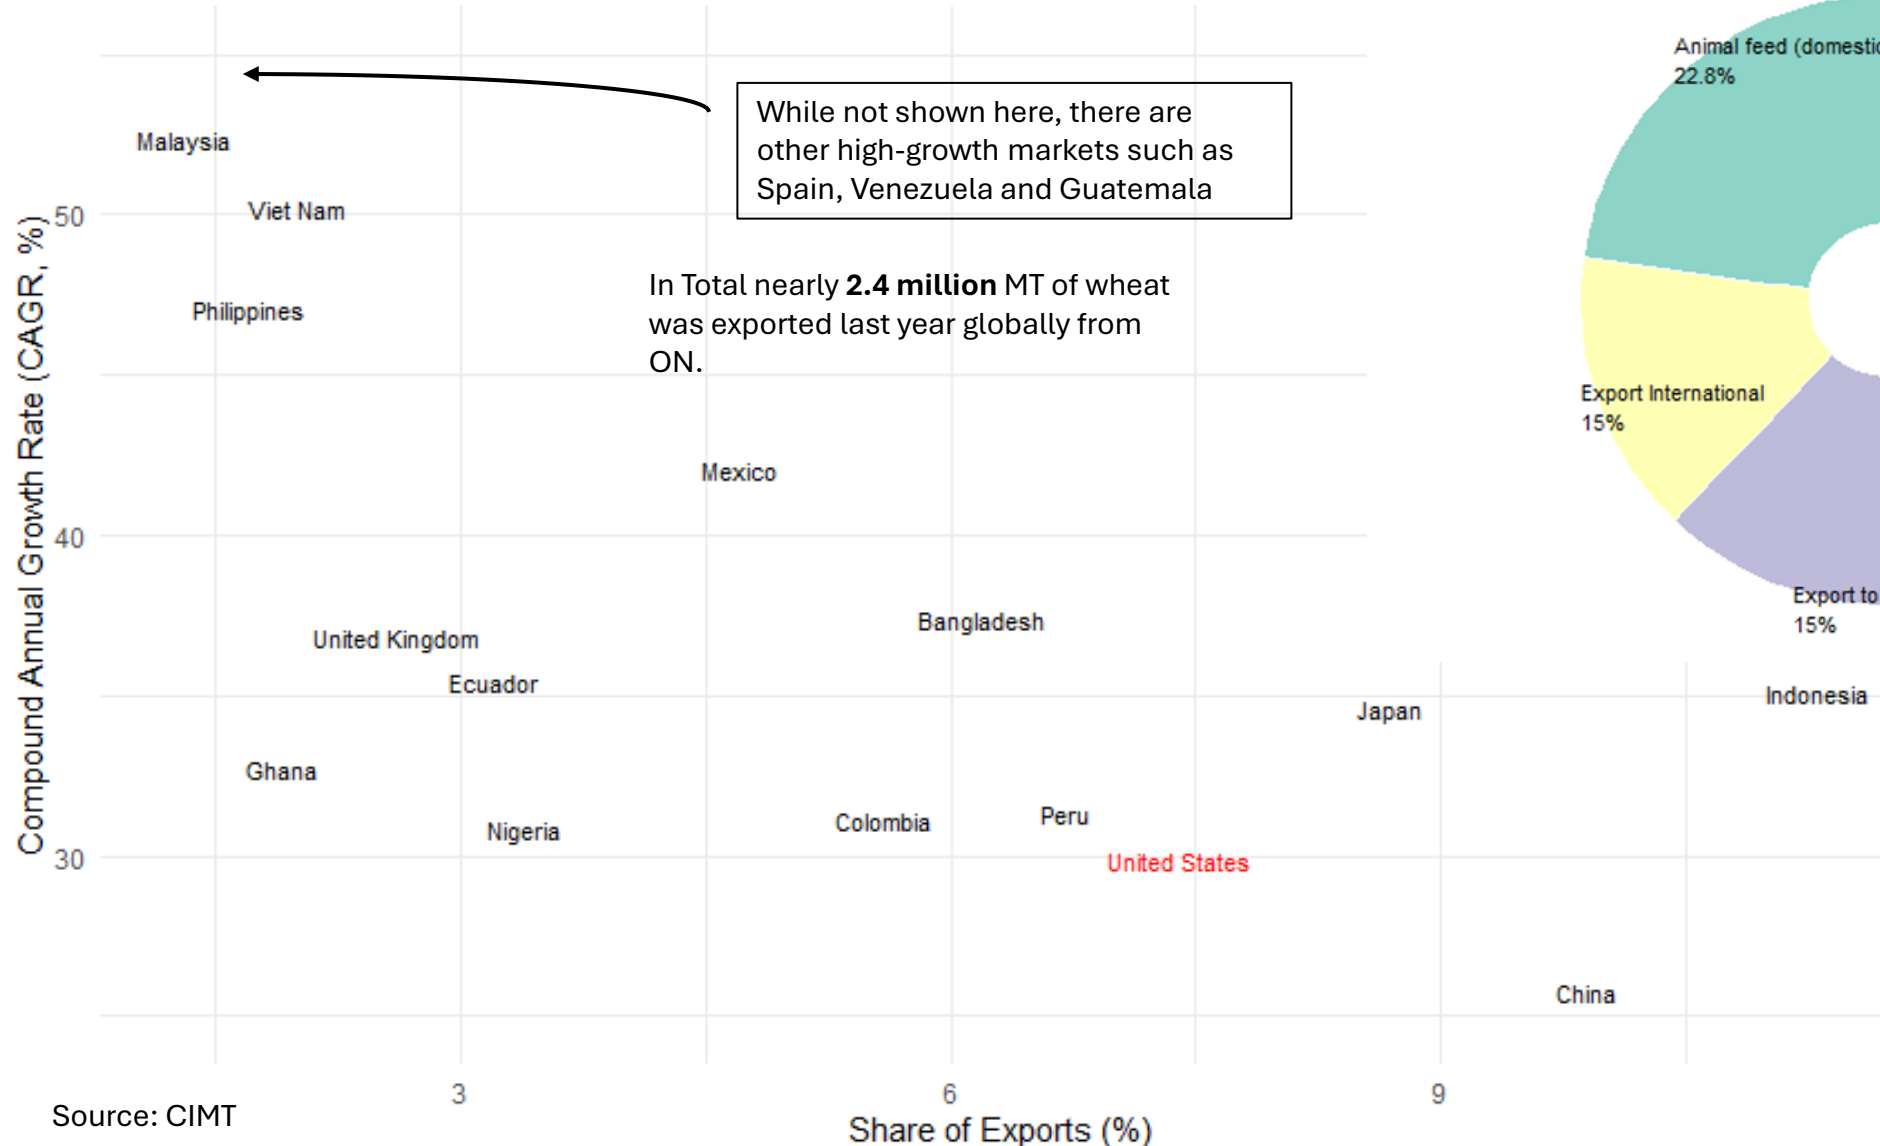 Animal feed (domestic
22.8%
While not shown here, there are
other high-growth markets such as
Spain, Venezuela and Guatemala
Malaysia
Viet Nam
50
In Total nearly 2.4 million MT of wheat
was exported last year globally from
ON.
Philippines
Export International
15%
Mexico
40
Compound Annual Growth Rate (CAGR, %)
Export to
15%
Bangladesh
United Kingdom
Ecuador
Indonesia
Japan
Ghana
Peru
Colombia
Nigeria
30
United States
China
3
6
9
Share of Exports (%)
Source: CIMT